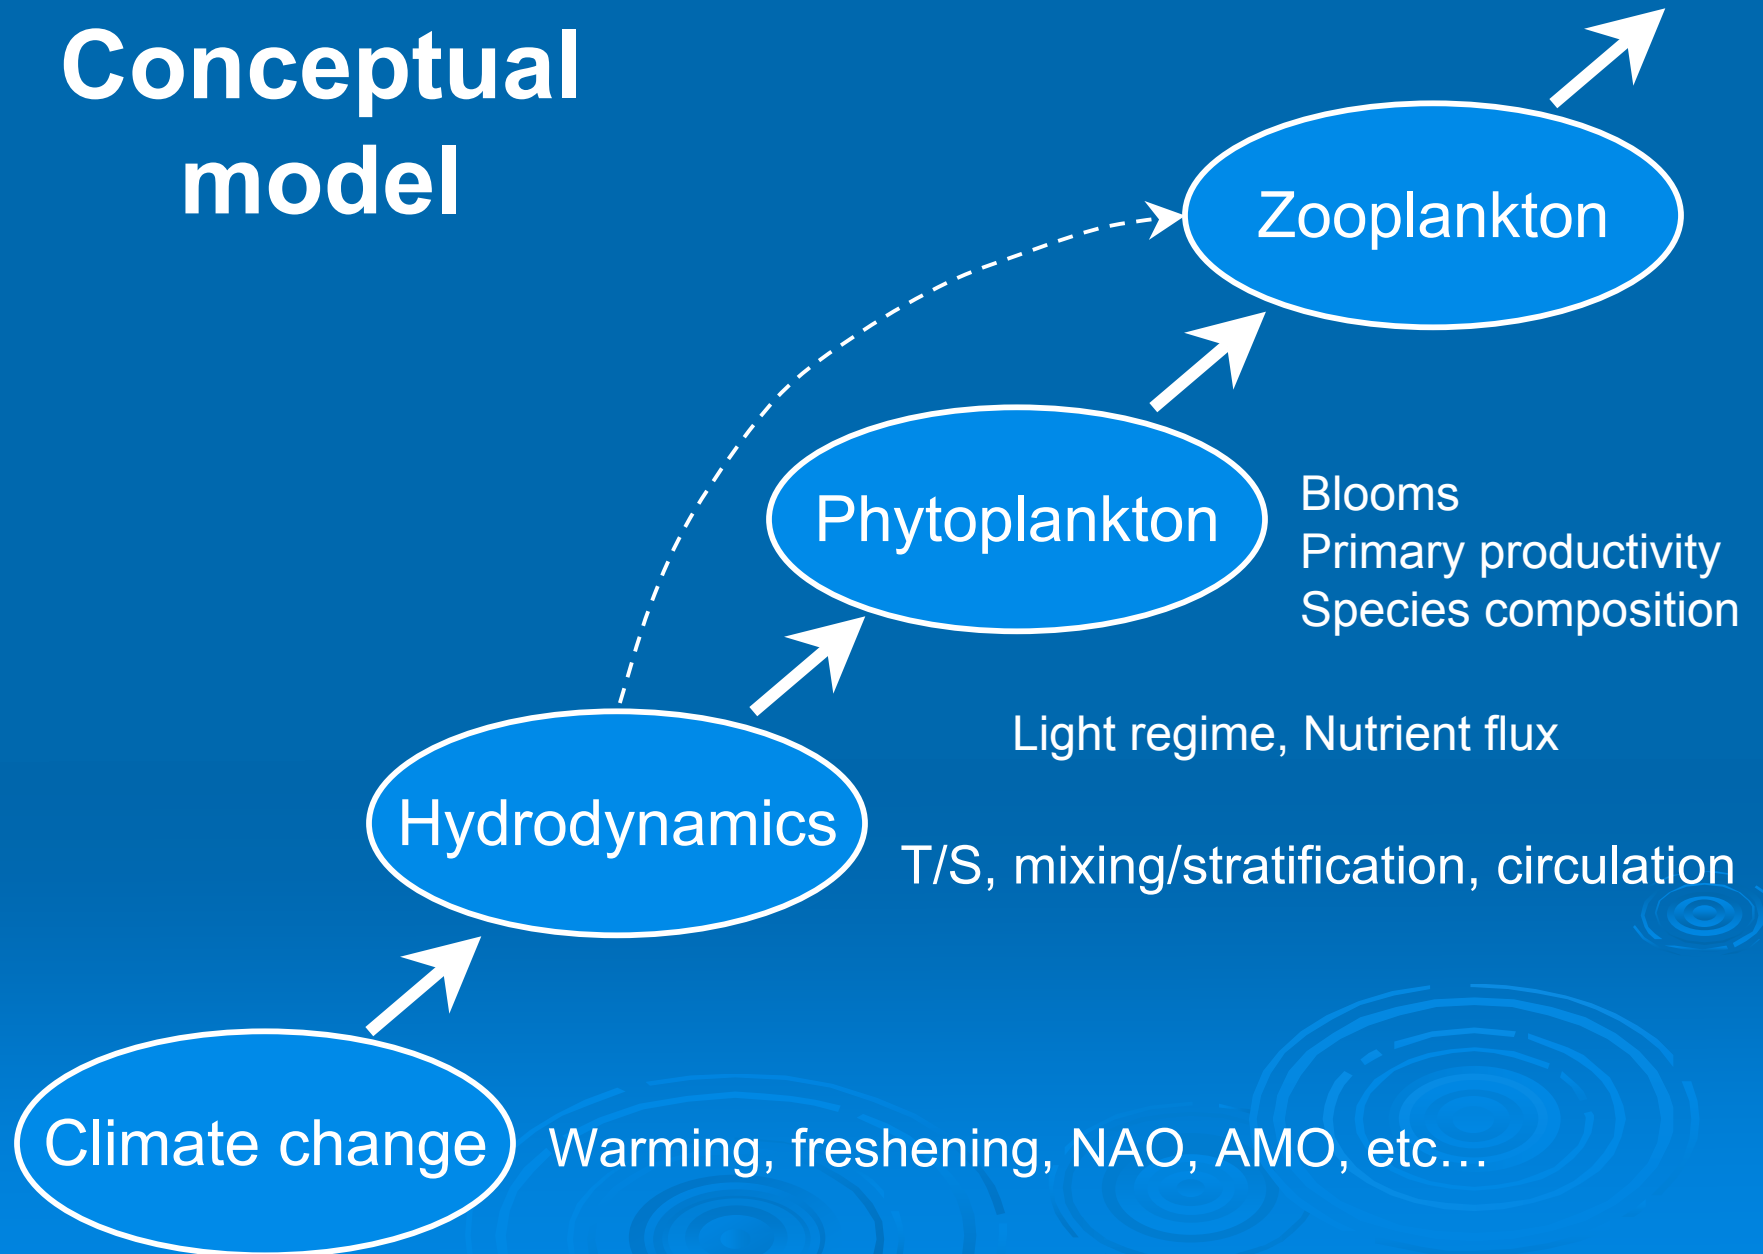 Conceptual
model
Zooplankton
Phytoplankton
Blooms
Primary productivity
Species composition
Light regime, Nutrient flux
Hydrodynamics
T/S, mixing/stratification, circulation
Climate change
Warming, freshening, NAO, AMO, etc…